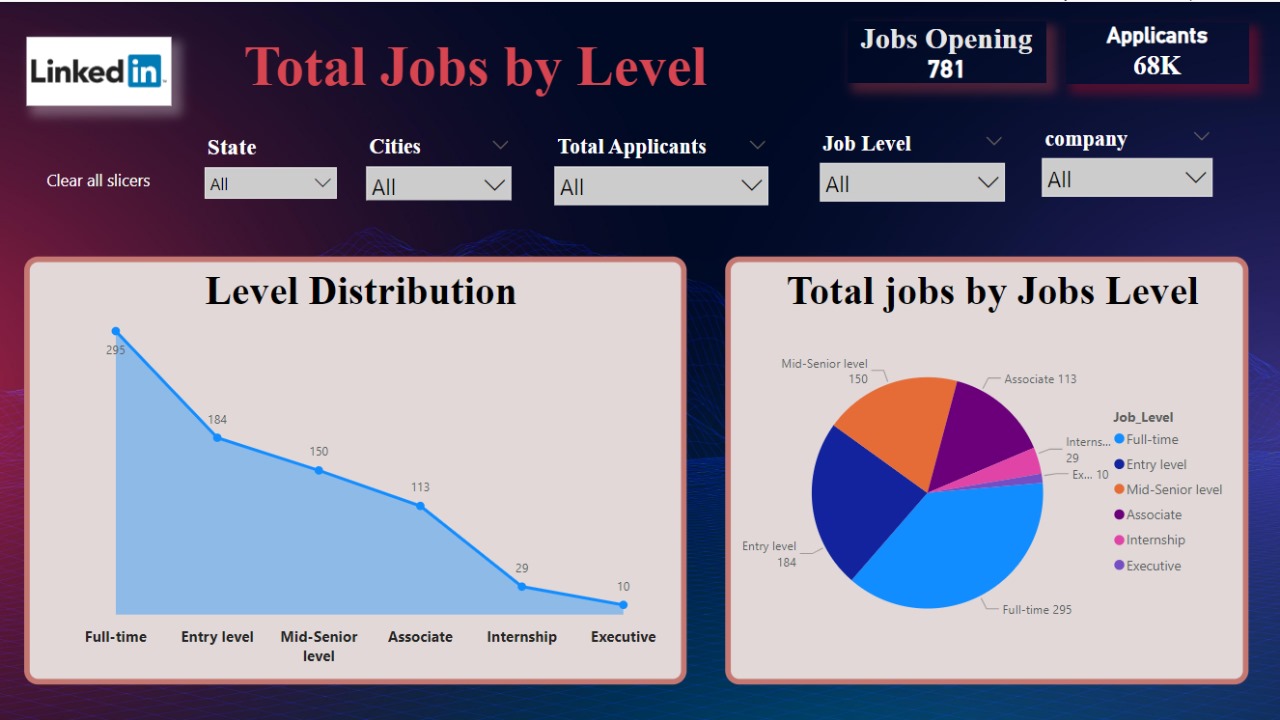 Linked in
Total Jobs by Level
Jobs Opening
781
Applicants
68K
Clear all slicers
State
All
Cities
All
Total Applicants
All
Job Level
All
company
All
Level Distribution
295
184
150
113
29
10
Full-time
Entry level
Mid-Senior
level
Associate
Internship
Executive
Total jobs by Jobs Level
Mid-Senior level
150
Associate 113
Interns...
29
Ex... 10
Entry level
184
Full-time 295
Job_Level
Full-time
Entry level
Mid-Senior level
Associate
Internship
Executive